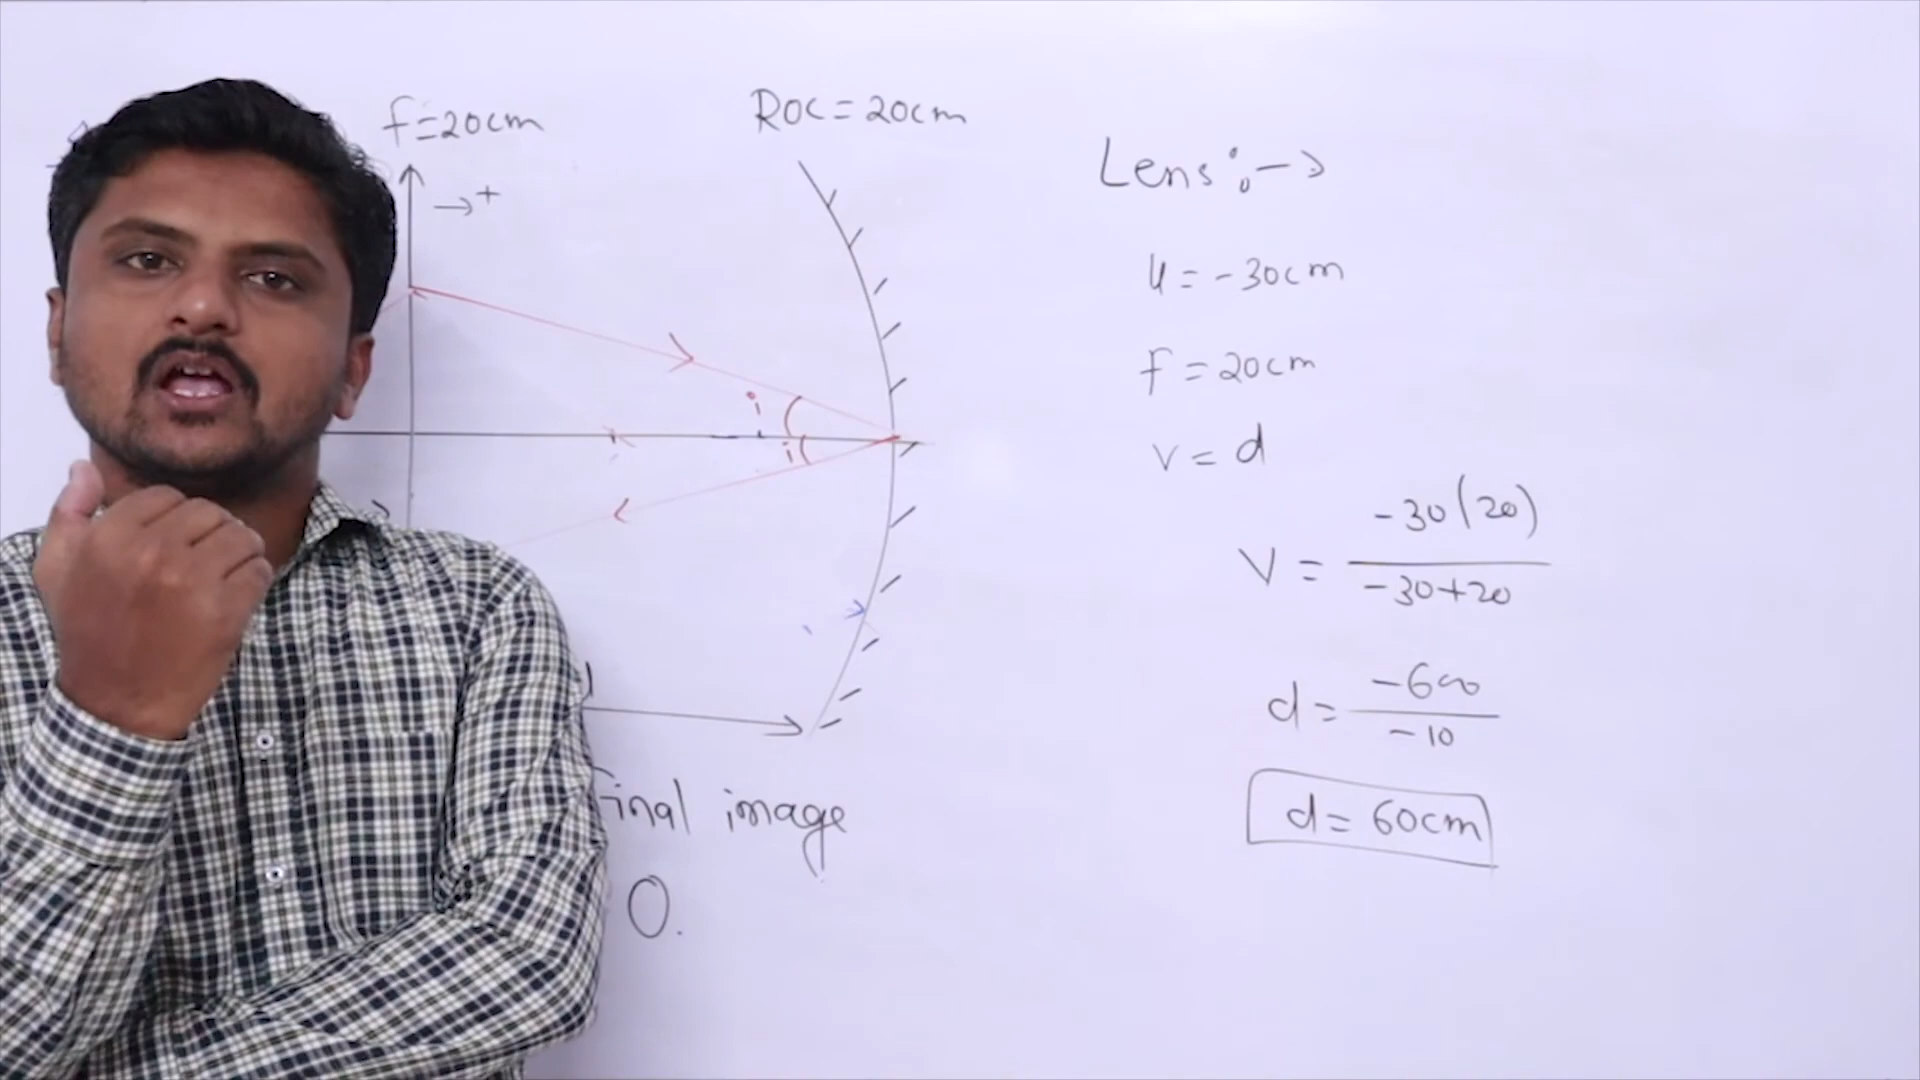 f=20cm
→+
ROC=20cm
i
i
Final image
O.
Lens:→
u=-30cm
f=20cm
v=d
v= -30(20)
-30+20
d= -600
-10
d=60cm